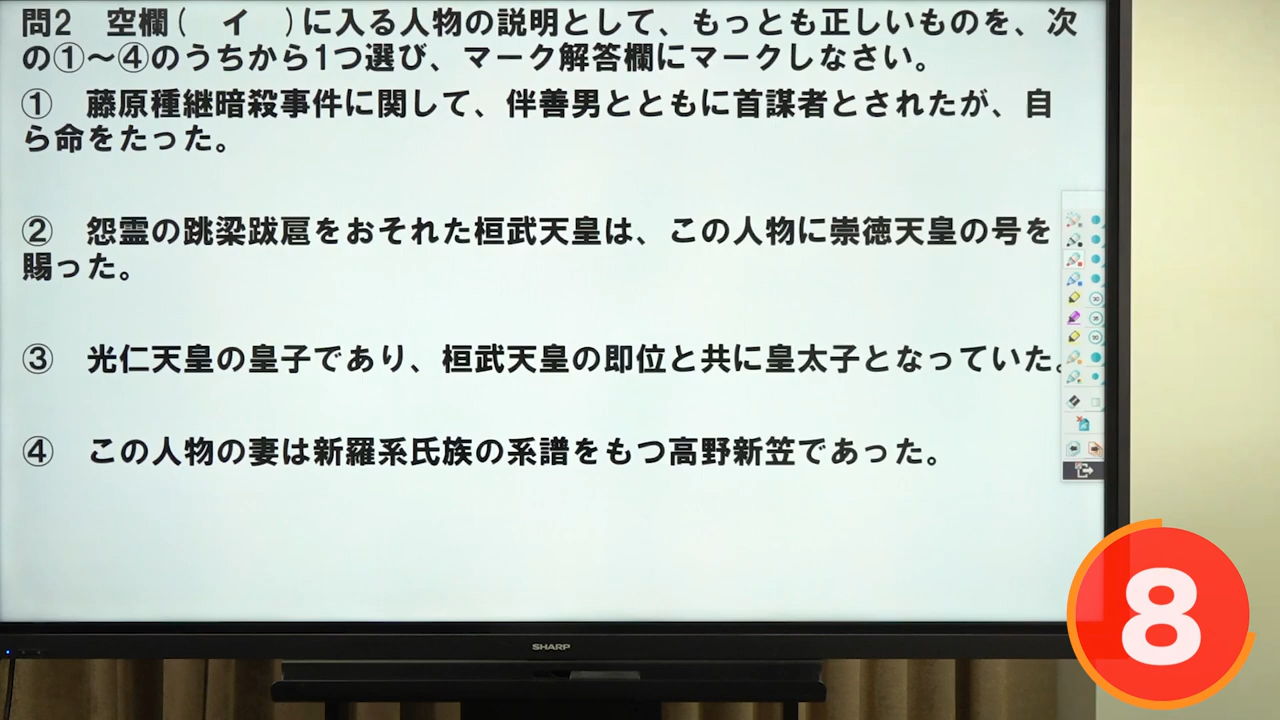 問2 空欄( イ )に入る人物の説明として、もっとも正しいものを、次
の①～④のうちから1つ選び、マーク解答欄にマークしなさい。
① 藤原種継暗殺事件に関して、伴善男とともに首謀者とされたが、自
ら命をたった。
② 怨霊の跳梁跋扈をおそれた桓武天皇は、この人物に崇徳天皇の号を
賜った。
③ 光仁天皇の皇子であり、桓武天皇の即位と共に皇太子となっていた。
④ この人物の妻は新羅系氏族の系譜をもつ高野新笠であった。
SHARP
8